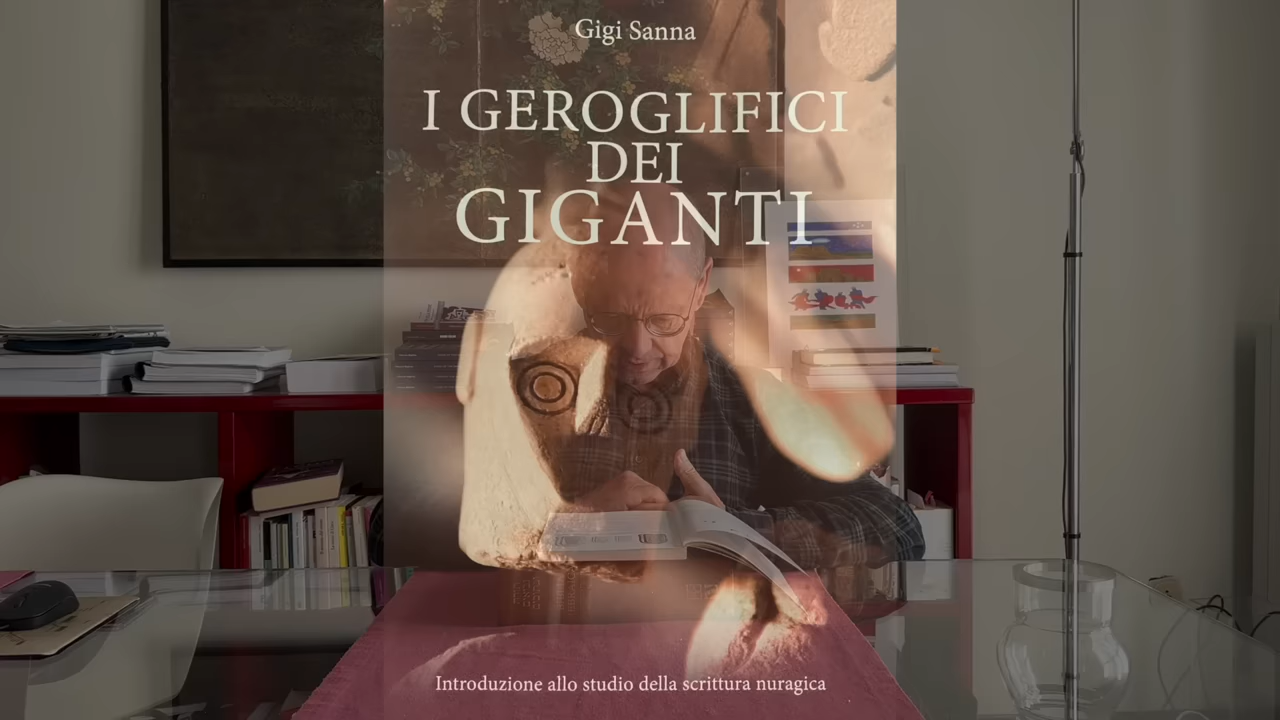 Gigi Sanna
I GEROGLIFICI
DEI
GIGANTI
Introduzione allo studio della scrittura nuragica